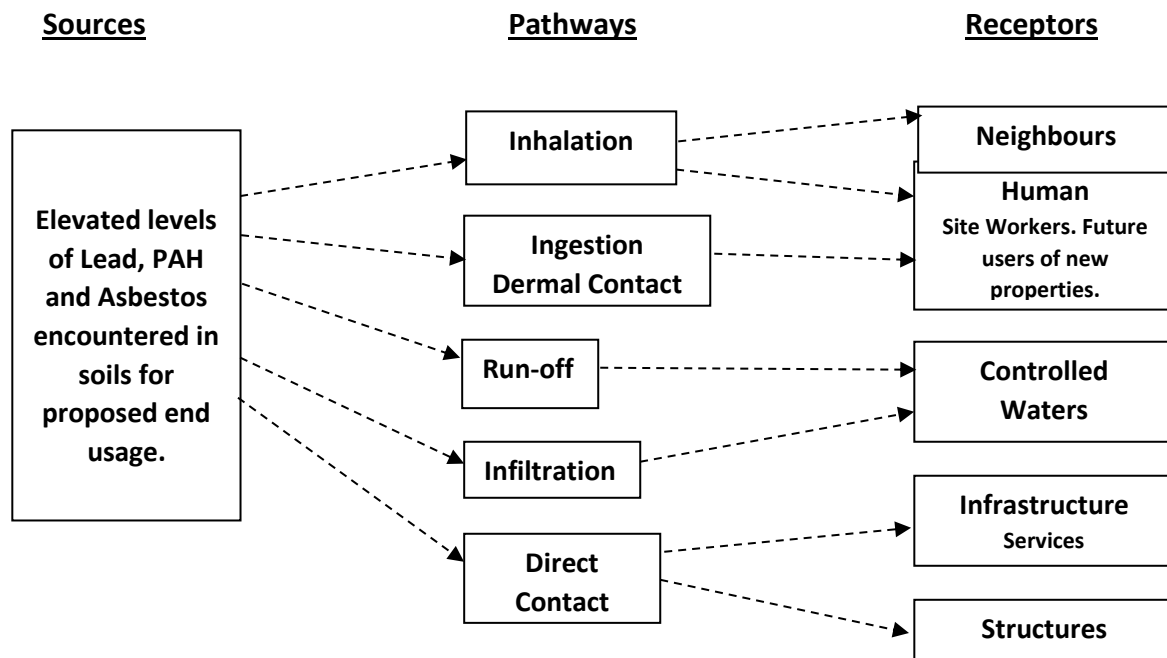 Sources
Pathways
Receptors
Elevated levels
of Lead, PAH
and Asbestos
encountered in
soils for
proposed end
usage.
Inhalation
Ingestion
Dermal Contact
Run-off
Infiltration
Direct
Contact
Neighbours
Human
Site Workers. Future
users of new
properties.
Controlled
Waters
Infrastructure
Services
Structures